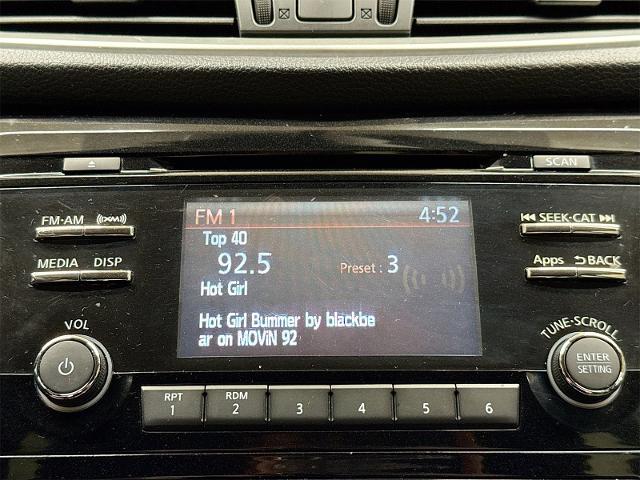 SCAN
FM·AM ((XM))
MEDIA DISP
VOL
FM 1 4:52
Top 40
92.5 Preset : 3
Hot Girl
Hot Girl Bummer by blackbe
ar on MOViN 92
SEEK·CAT
Apps BACK
TUNE·SCROLL
ENTER
SETTING
RPT RDM
1 2 3 4 5 6